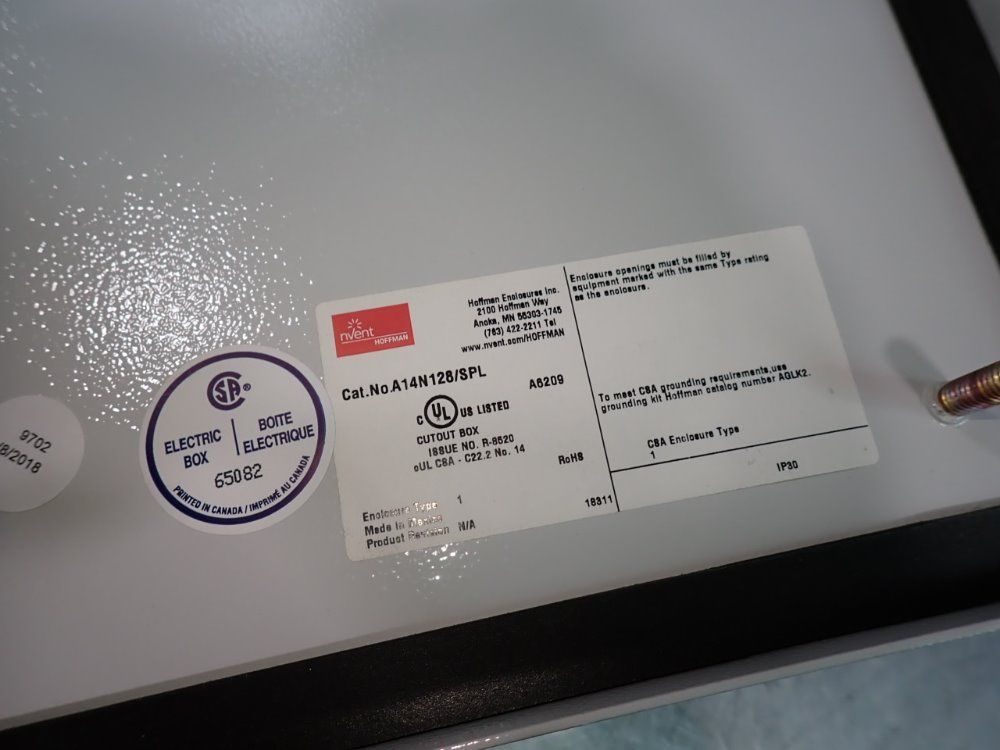 9702
8/2018
CSA ®
ELECTRIC BOX
BOITE ELECTRIQUE
65082
PRINTED IN CANADA / IMPRIMÉ AU CANADA
nvent
HOFFMAN
Hoffman Enclosures Inc.
2100 Hoffman Way
Anoka, MN 55303-1745
(763) 422-2211 Tel
www.nvent.com/HOFFMAN
Cat.No.A14N128/SPL
A6209
C UL US LISTED
CUTOUT BOX
ISSUE NO. R-8620
cUL CSA - C22.2 No. 14
RoHS
Enclosure Type 1
Made in Mexico
Product Revision N/A
18311
Enclosure openings must be filled by
equipment marked with the same Type rating
as the enclosure.
To meet CSA grounding requirements,use
grounding kit Hoffman catalog number AGLK2.
CSA Enclosure Type
1
IP30